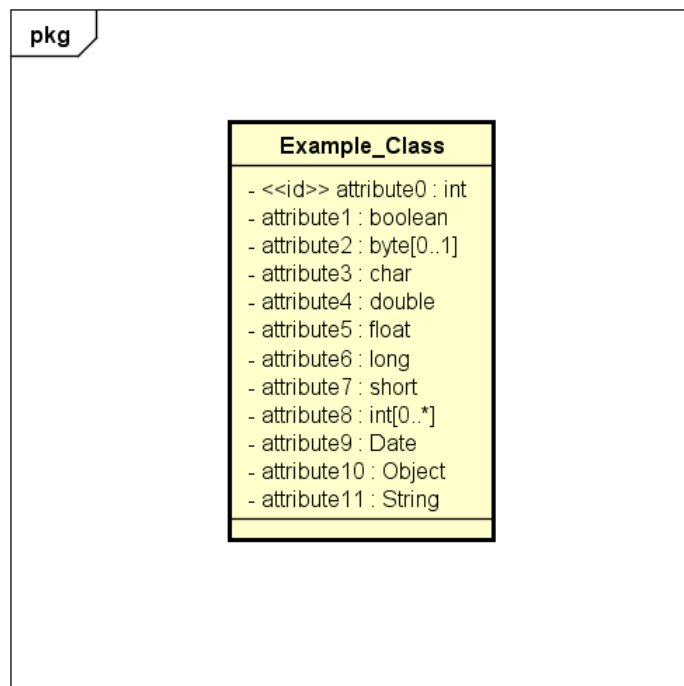 pkg
Example_Class
- <<id>> attribute0 : int
- attribute1 : boolean
- attribute2 : byte[0..1]
- attribute3 : char
- attribute4 : double
- attribute5 : float
- attribute6 : long
- attribute7 : short
- attribute8 : int[0..*]
- attribute9 : Date
- attribute10 : Object
- attribute11 : String